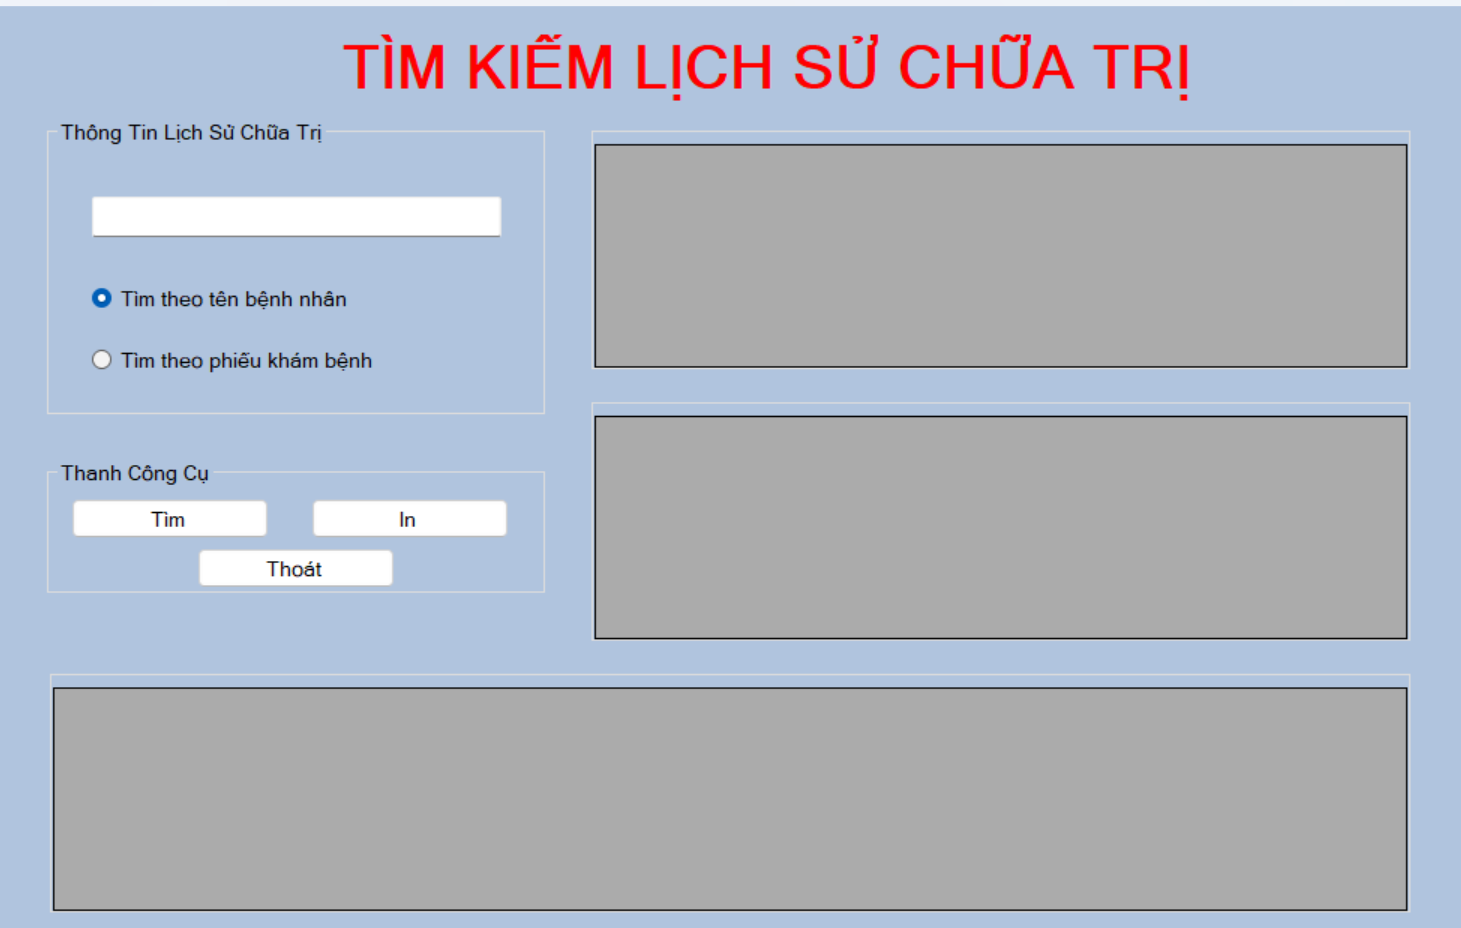 TÌM KIẾM LỊCH SỬ CHỮA TRỊ
Thông Tin Lịch Sử Chữa Trị
Tìm theo tên bệnh nhân
Tìm theo phiếu khám bệnh
Thanh Công Cụ
Tìm
In
Thoát